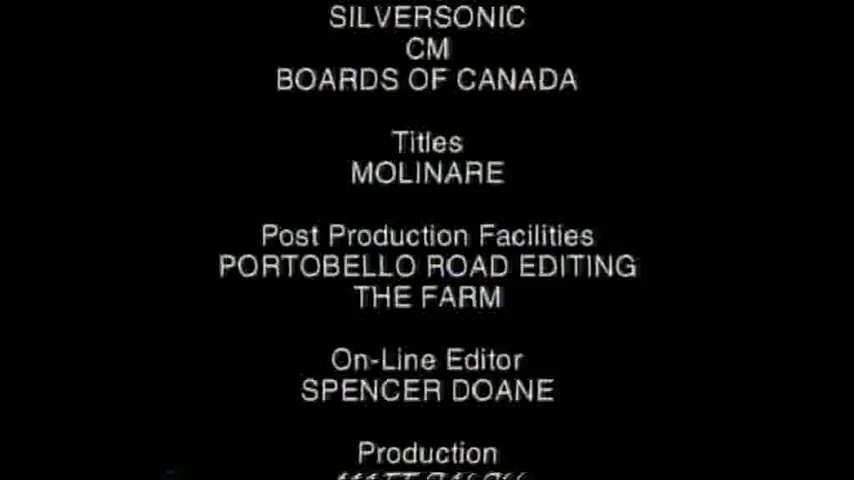 SILVERSONIC
CM
BOARDS OF CANADA
Titles
MOLINARE
Post Production Facilities
PORTOBELLO ROAD EDITING
THE FARM
On-Line Editor
SPENCER DOANE
Production